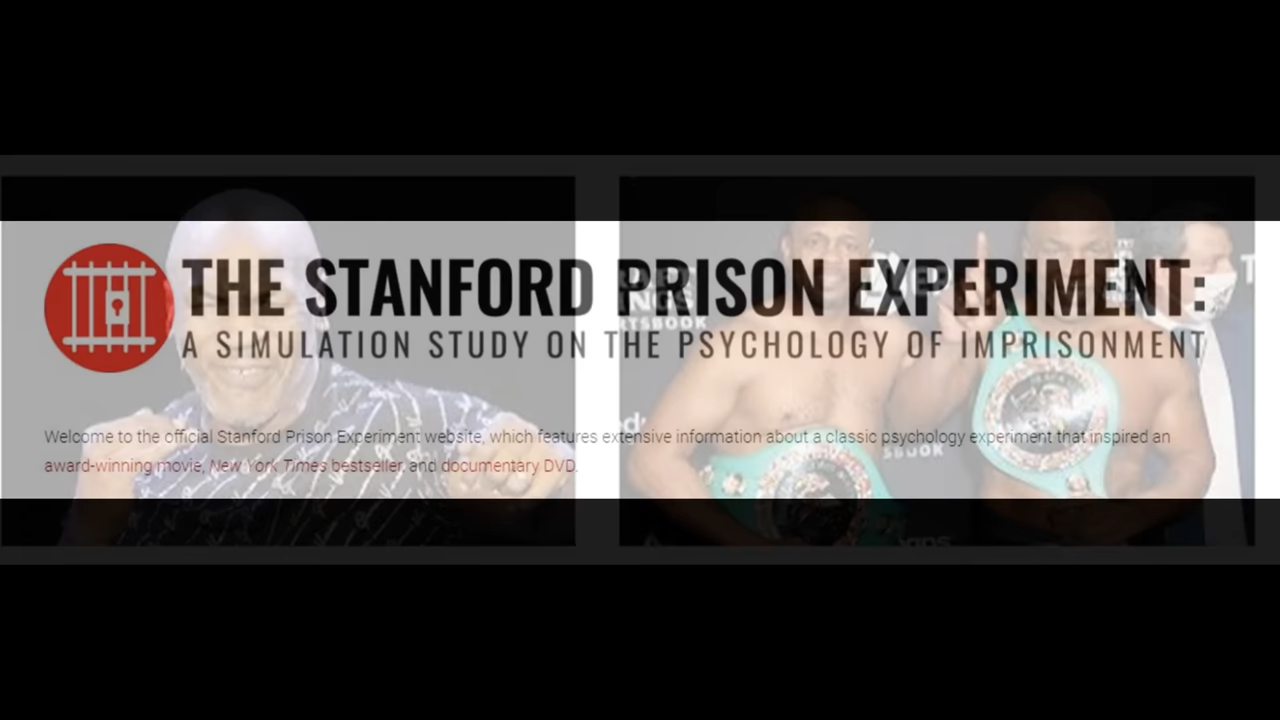 THE STANFORD PRISON EXPERIMENT:
A SIMULATION STUDY ON THE PSYCHOLOGY OF IMPRISONMENT
RTSBOOK
Welcome to the official Stanford Prison Experiment website, which features extensive information about a classic psychology experiment that inspired an
SBOOK
award-winning movie, New York Times bestseller, and documentary DVD.